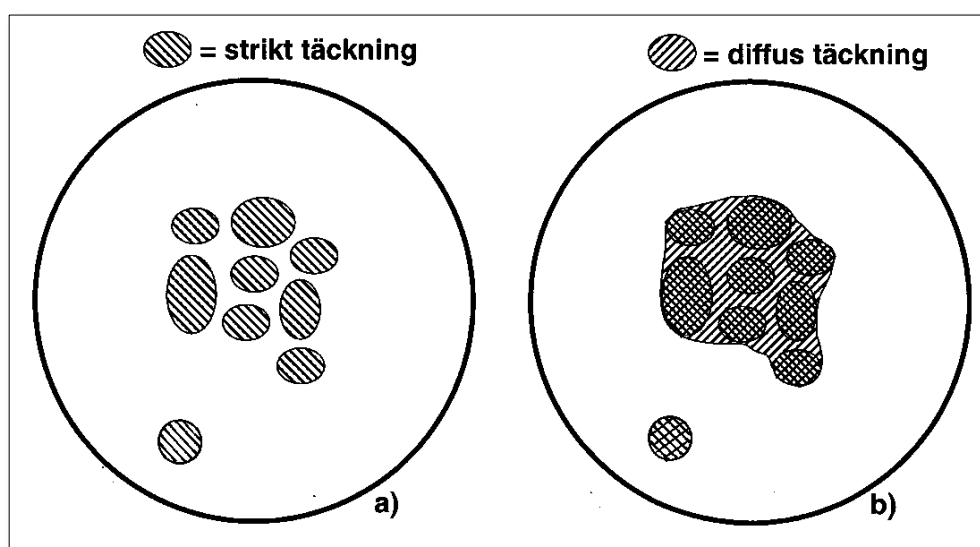 = strikt täckning
= diffus täckning
a)
b)